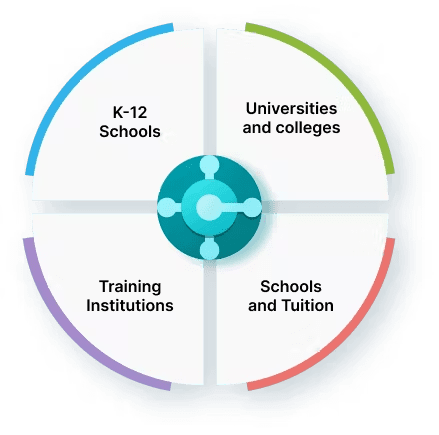 K-12
Schools
Universities
and colleges
Training
Institutions
Schools
and Tuition